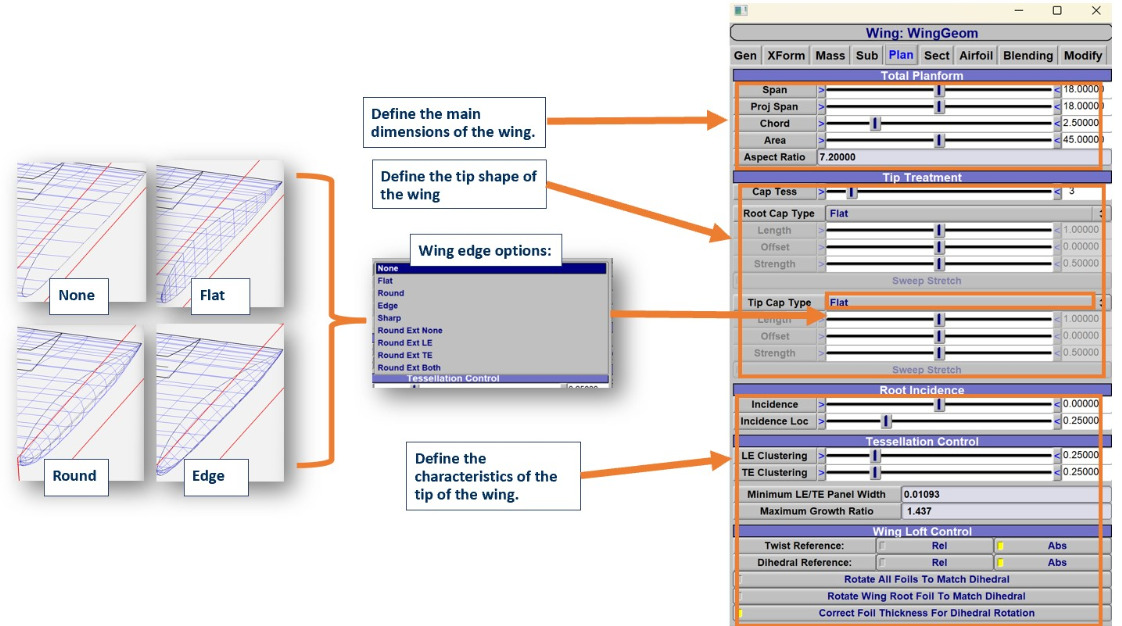 Wing: WingGeom
Gen XForm Mass Sub Plan Sect Airfoil Blending Modify
Total Planform
Span > < 18.00000
Proj Span > < 18.00000
Chord > < 2.50000
Area > < 45.00000
Aspect Ratio 7.20000
Tip Treatment
Cap Tess > < 3
Root Cap Type Flat
Length > < 1.00000
Offset > < 0.00000
Strength > < 0.50000
Sweep Stretch
Tip Cap Type Flat
Length > < 1.00000
Offset > < 0.00000
Strength > < 0.50000
Sweep Stretch
Root Incidence
Incidence > < 0.00000
Incidence Loc > < 0.25000
Tessellation Control
LE Clustering > < 0.25000
TE Clustering > < 0.25000
Minimum LE/TE Panel Width 0.01093
Maximum Growth Ratio 1.437
Wing Loft Control
Twist Reference: Rel Abs
Dihedral Reference: Rel Abs
Rotate All Foils To Match Dihedral
Rotate Wing Root Foil To Match Dihedral
Correct Foil Thickness For Dihedral Rotation
Define the main
dimensions of the wing.
Define the tip shape of
the wing
Wing edge options:
None
Flat
Round
Edge
Sharp
Round Ext None
Round Ext LE
Round Ext TE
Round Ext Both
Tessellation Control
Define the
characteristics of the
tip of the wing.
None
Flat
Round
Edge